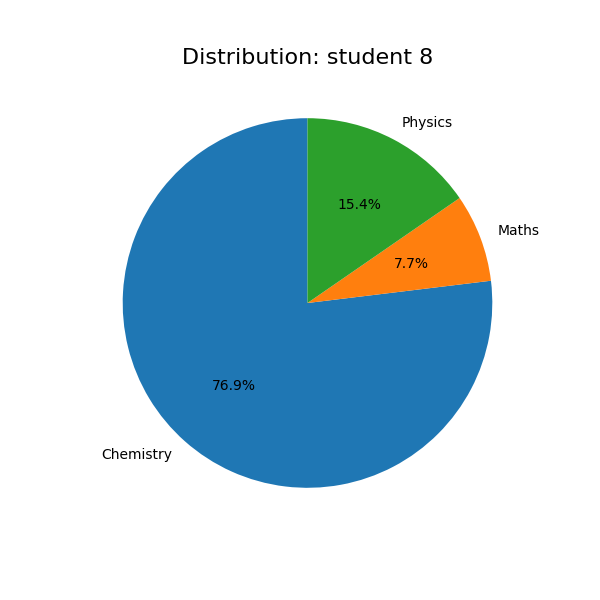 Distribution: student 8
Physics
15.4%
Maths
7.7%
76.9%
Chemistry